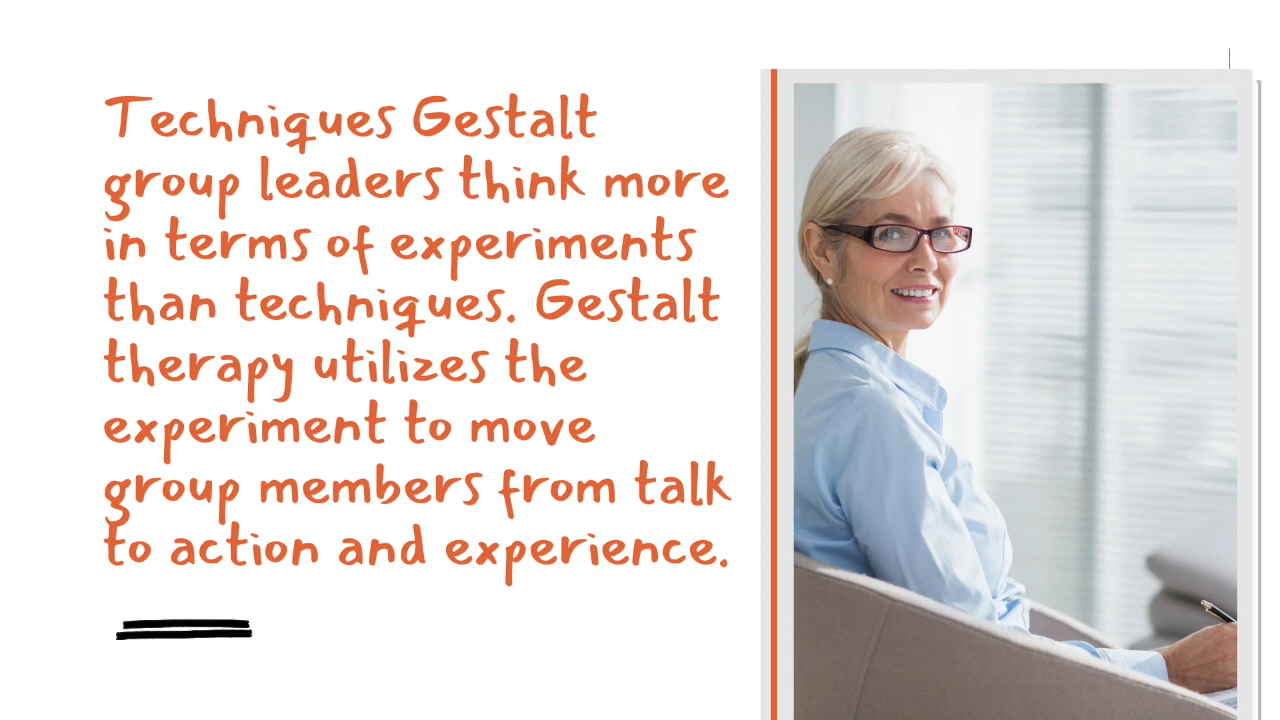 Techniques Gestalt
group leaders think more
in terms of experiments
than techniques. Gestalt
therapy utilizes the
experiment to move
group members from talk
to action and experience.